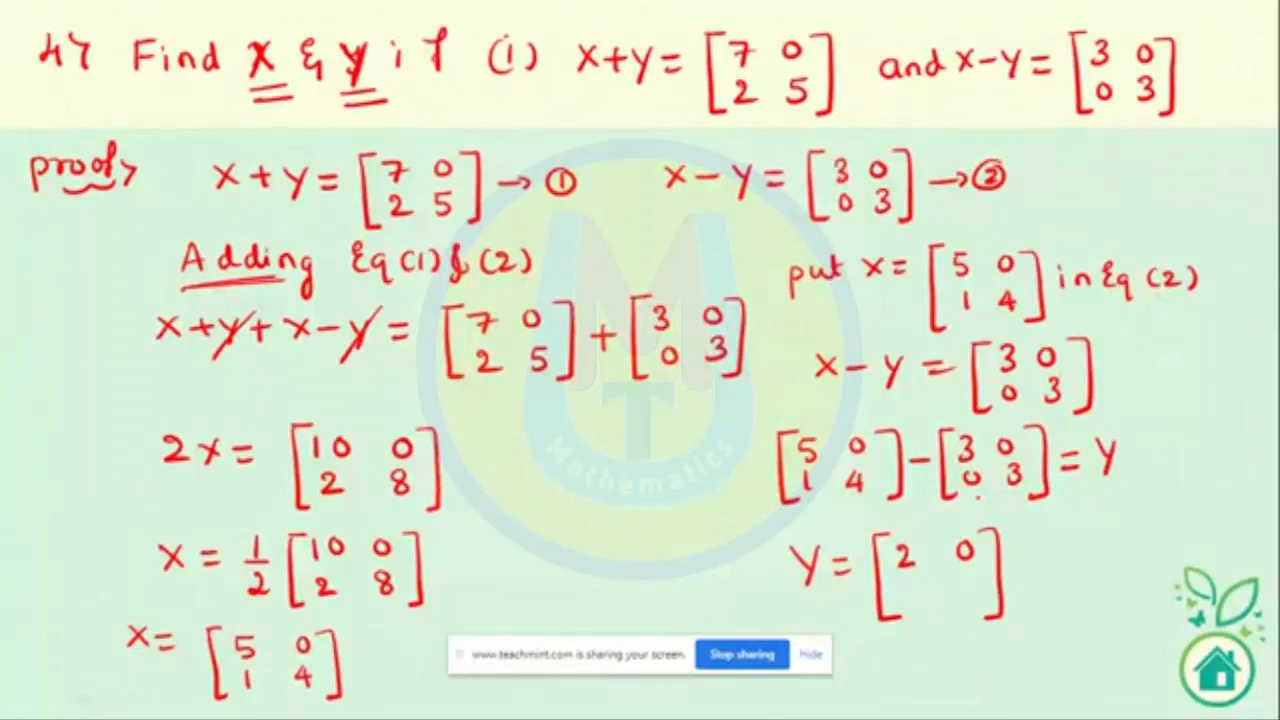 47 Find X & Y if (1) X+Y = [7 0 2 5] and X-Y = [3 0 0 3]
proof> X+Y = [7 0 2 5] → ① X-Y = [3 0 0 3] → ②
Adding Eq (1) & (2)
X+Y+X-Y = [7 0 2 5] + [3 0 0 3]
2X = [10 0 2 8]
X = 1/2 [10 0 2 8]
X = [5 0 1 4]
put X = [5 0 1 4] in Eq (2)
X-Y = [3 0 0 3]
[5 0 1 4] - [3 0 0 3] = Y
Y = [2 0]
MT
Mathematics
www.teachmint.com is sharing your screen. Stop sharing Hide